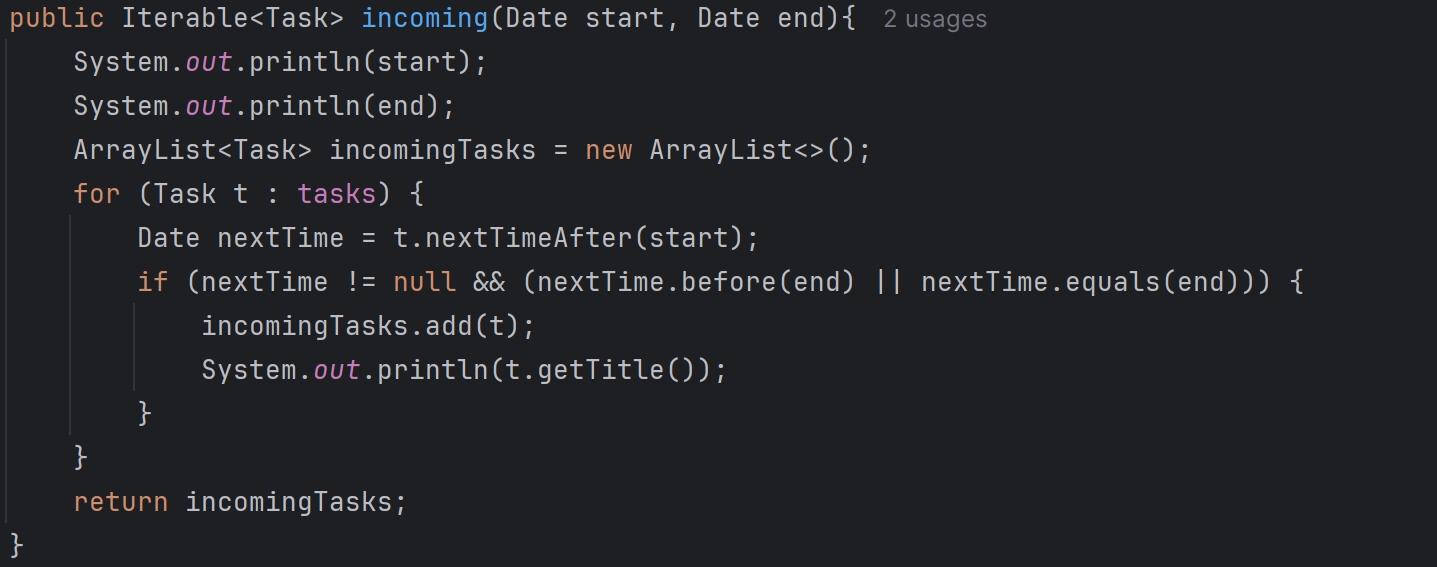 public Iterable<Task> incoming(Date start, Date end){ 2 usages
    System.out.println(start);
    System.out.println(end);
    ArrayList<Task> incomingTasks = new ArrayList<>();
    for (Task t : tasks) {
        Date nextTime = t.nextTimeAfter(start);
        if (nextTime != null && (nextTime.before(end) || nextTime.equals(end))) {
            incomingTasks.add(t);
            System.out.println(t.getTitle());
        }
    }
    return incomingTasks;
}